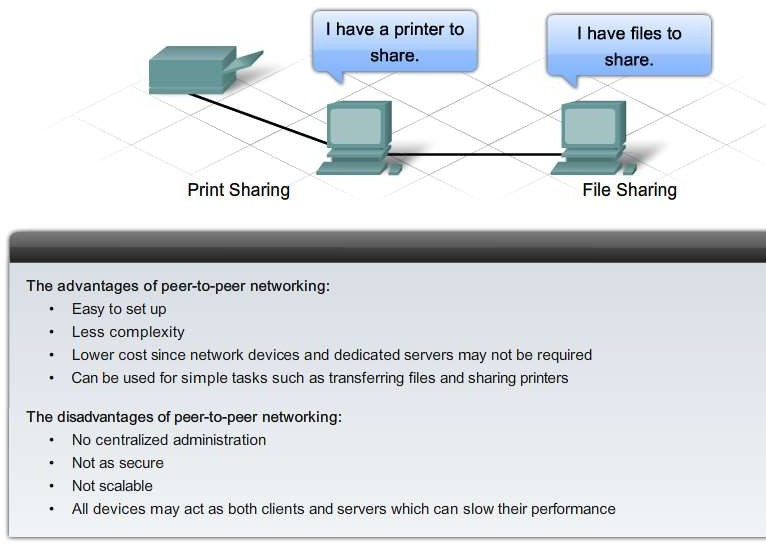 I have a printer to
share.
I have files to
share.
Print Sharing
File Sharing
The advantages of peer-to-peer networking:
• Easy to set up
• Less complexity
• Lower cost since network devices and dedicated servers may not be required
• Can be used for simple tasks such as transferring files and sharing printers
The disadvantages of peer-to-peer networking:
• No centralized administration
• Not as secure
• Not scalable
• All devices may act as both clients and servers which can slow their performance